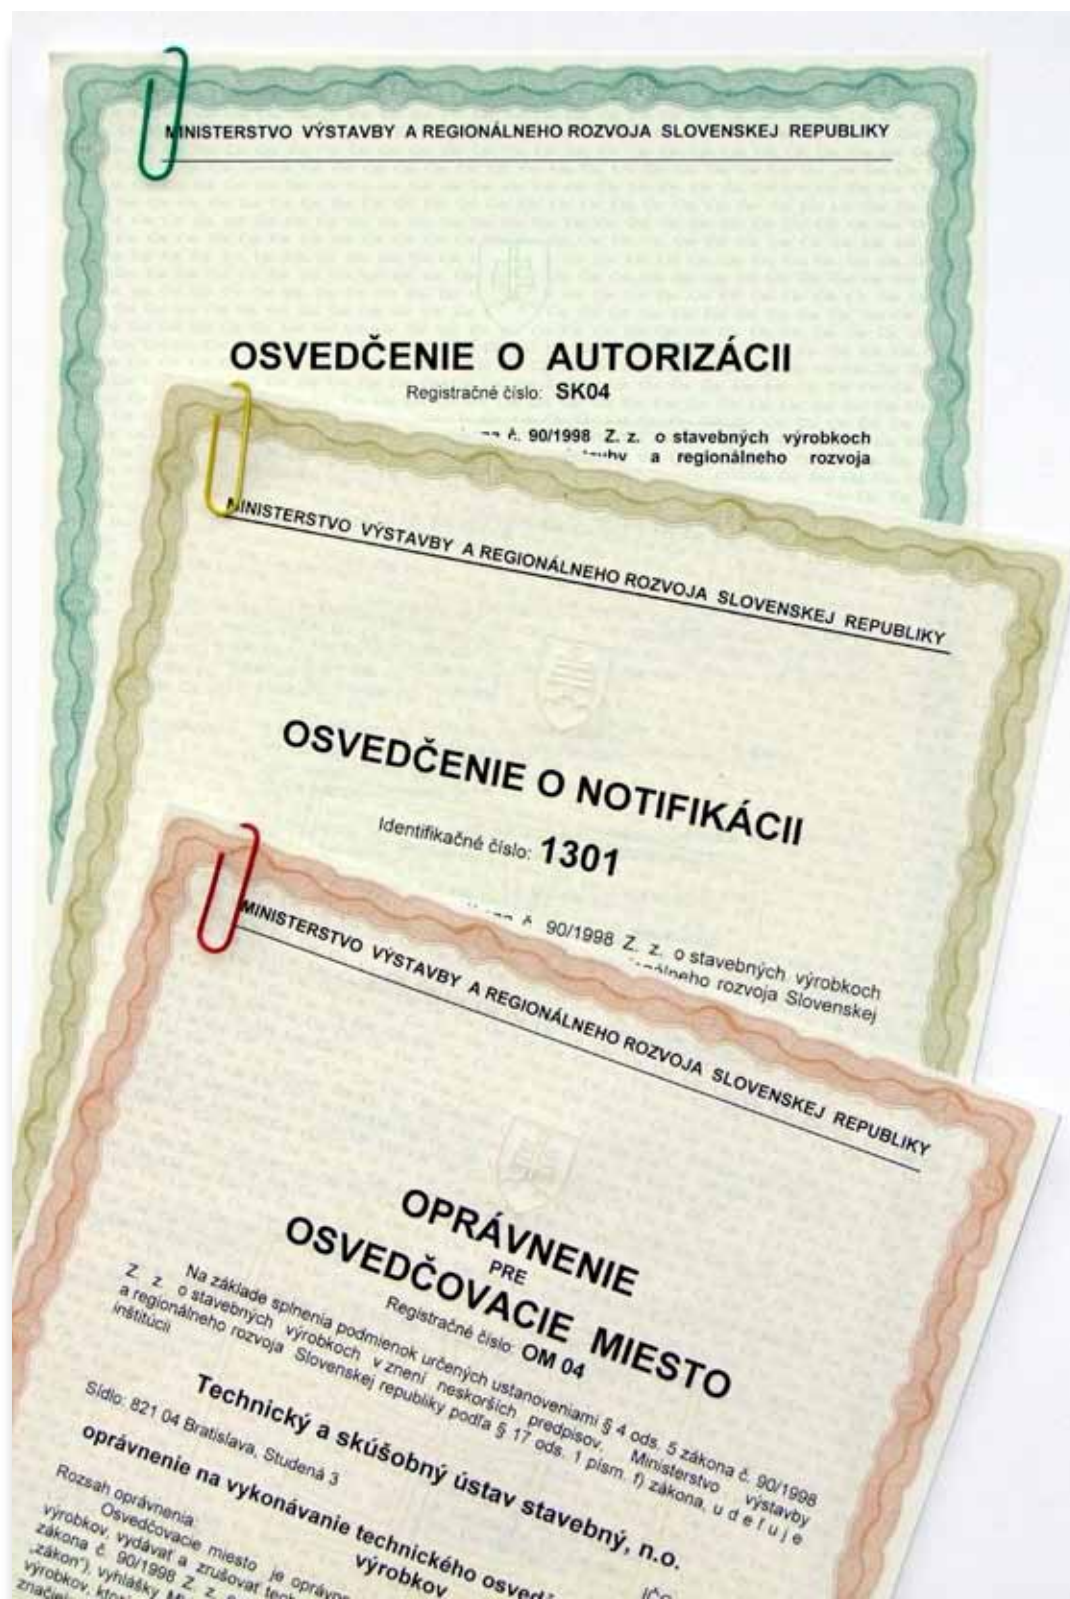 MINISTERSTVO VÝSTAVBY A REGIONÁLNEHO ROZVOJA SLOVENSKEJ REPUBLIKY
OSVEDČENIE O AUTORIZÁCII
Registračné číslo: SK04
č. 90/1998 Z. z. o stavebných výrobkoch
a regionálneho rozvoja
MINISTERSTVO VÝSTAVBY A REGIONÁLNEHO ROZVOJA SLOVENSKEJ REPUBLIKY
OSVEDČENIE O NOTIFIKÁCII
Identifikačné číslo: 1301
90/1998 Z. z. o stavebných výrobkoch
rozvoja Slovenskej
MINISTERSTVO VÝSTAVBY A REGIONÁLNEHO ROZVOJA SLOVENSKEJ REPUBLIKY
OPRÁVNENIE
PRE
OSVEDČOVACIE MIESTO
Registračné číslo: OM 04
Na základe splnenia podmienok určených ustanoveniami § 4 ods. 5 zákona č. 90/1998
Z. z. o stavebných výrobkoch v znení neskorších predpisov, Ministerstvo výstavby
a regionálneho rozvoja Slovenskej republiky podľa § 17 ods. 1 písm. f) zákona, u d e ľ u j e
inštitúcii
Technický a skúšobný ústav stavebný, n.o.
Sídlo: 821 04 Bratislava, Studená 3
oprávnenie na vykonávanie technického
výrobkov
Rozsah oprávnenia:
Osvedčovacie miesto je
výrobkov, vydávať a zrušovať
zákona č. 90/1998 Z. z.
„zákon“), vyhlášky
výrobkov,